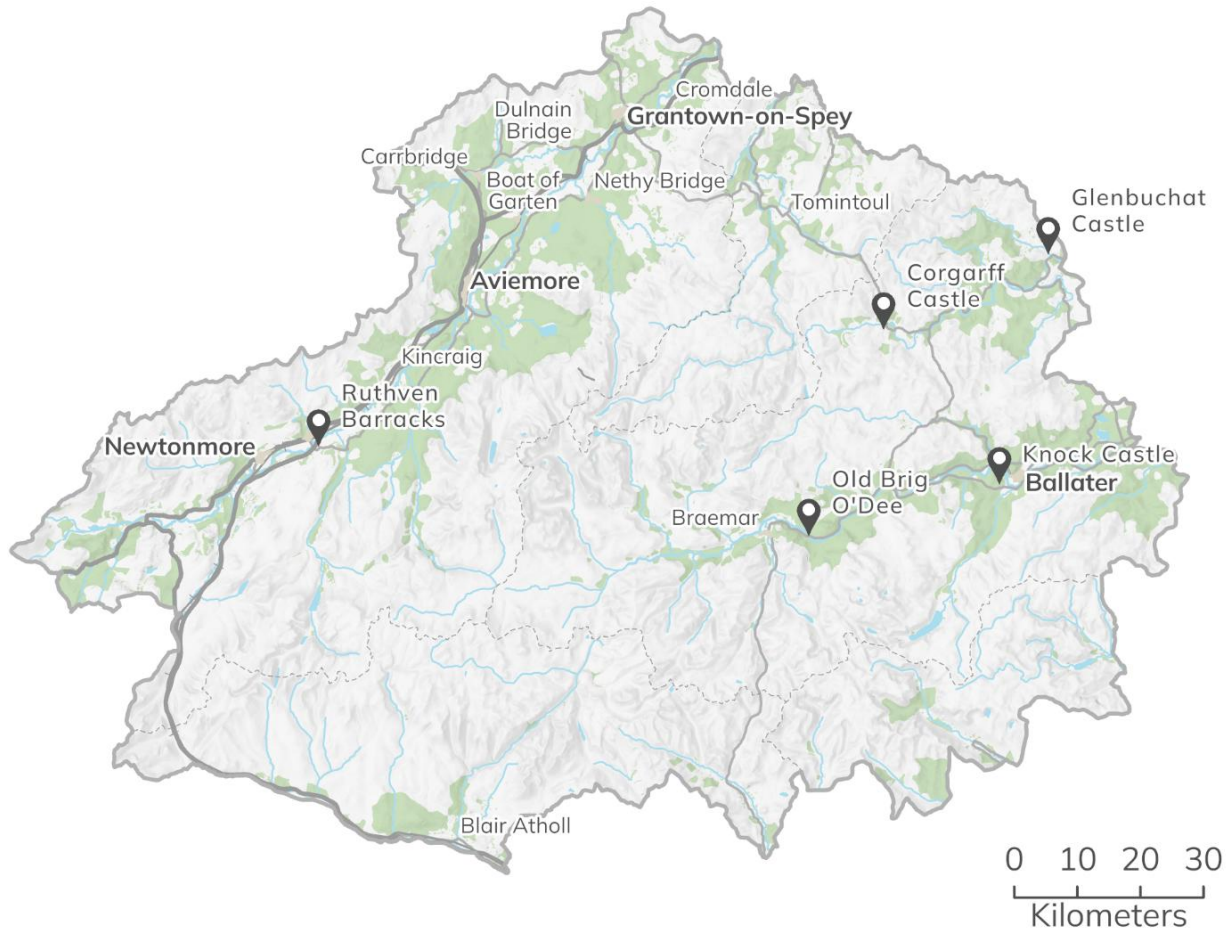 Cromdale
Grantown-on-Spey
Dulnain
Bridge
Carrbridge
Boat of
Garten
Nethy Bridge
Tomintoul
Glenbuchat
Castle
Corgarff
Castle
Aviemore
Kincraig
Ruthven
Barracks
Newtonmore
Knock Castle
Ballater
Old Brig
O'Dee
Braemar
Blair Atholl
0 10 20 30
Kilometers